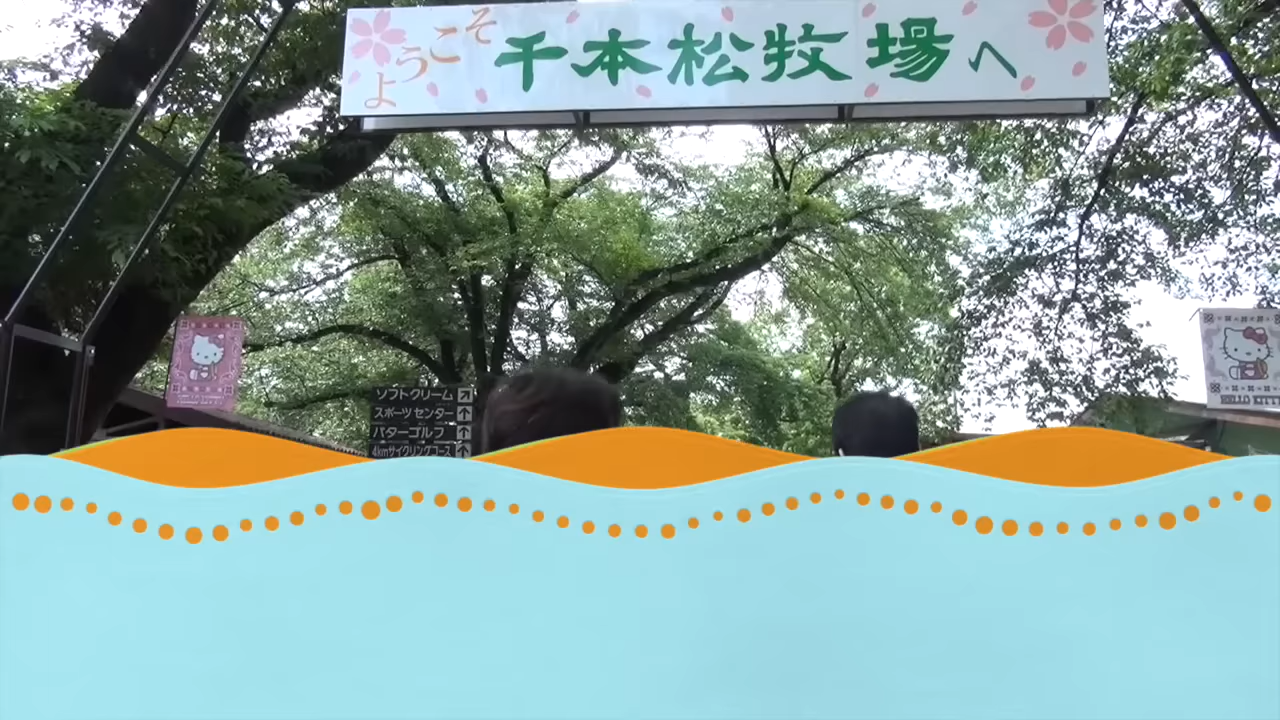 ようこそ
千本松牧場へ
ソフトクリーム
スポーツセンター
パターゴルフ
4kmサイクリングコース
HELLO KITTY